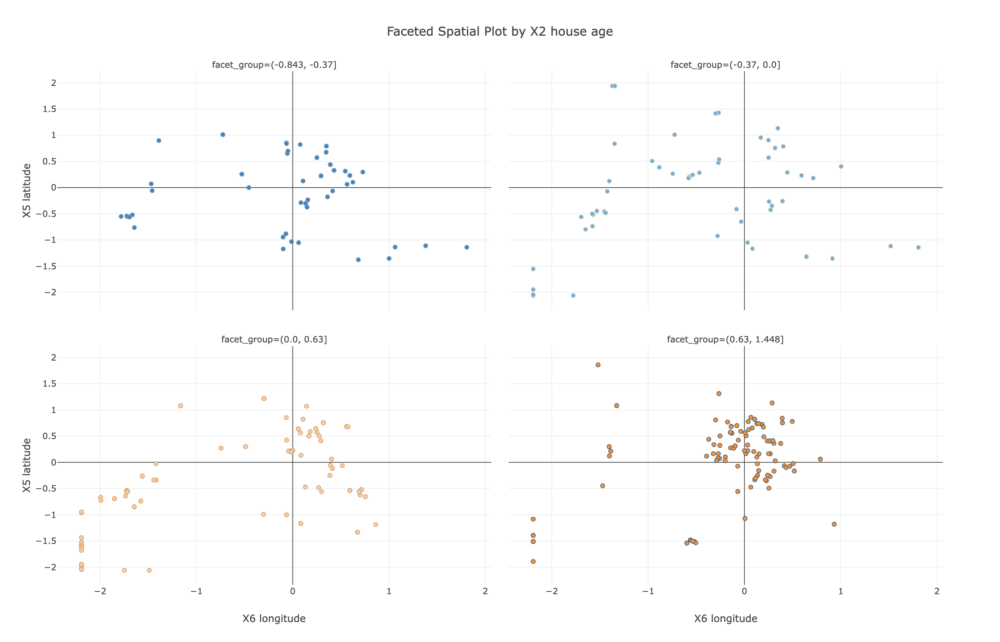 Faceted Spatial Plot by X2 house age
facet_group=(-0.843, -0.37]
facet_group=(-0.37, 0.0]
2
1.5
1
0.5
0
−0.5
−1
−1.5
−2
X5 latitude
facet_group=(0.0, 0.63]
facet_group=(0.63, 1.448]
2
1.5
1
0.5
0
−0.5
−1
−1.5
−2
X5 latitude
−2 −1 0 1 2
−2 −1 0 1 2
X6 longitude
X6 longitude